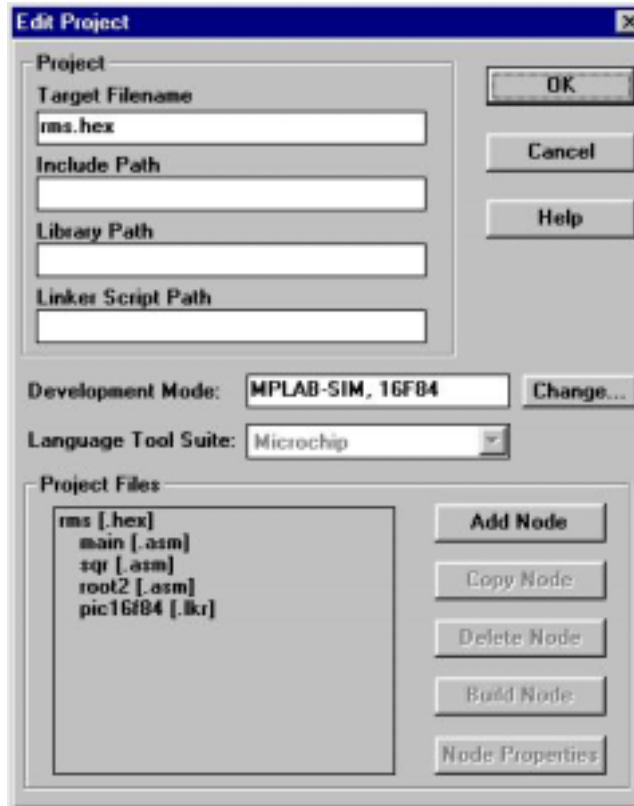 Edit Project
Project
Target Filename
rms.hex
Include Path
Library Path
Linker Script Path
OK
Cancel
Help
Development Mode: MPLAB-SIM, 16F84 Change...
Language Tool Suite: Microchip
Project Files
rms [.hex]
main [.asm]
sqr [.asm]
root2 [.asm]
pic16f84 [.lkr]
Add Node
Copy Node
Delete Node
Build Node
Node Properties